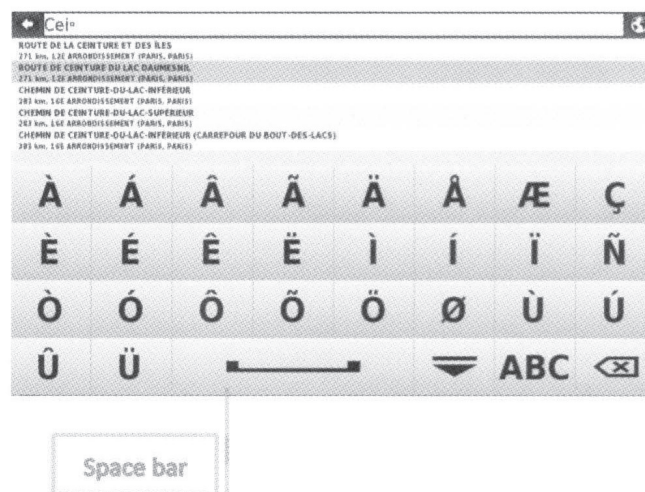 Cei
ROUTE DE LA CEINTURE ET DES ÎLES
271 km, 12E ARRONDISSEMENT (PARIS, PARIS)
ROUTE DE CEINTURE DU LAC DAUMESNIL
271 km, 12E ARRONDISSEMENT (PARIS, PARIS)
CHEMIN DE CEINTURE-DU-LAC-INFÉRIEUR
283 km, 16E ARRONDISSEMENT (PARIS, PARIS)
CHEMIN DE CEINTURE-DU-LAC-SUPÉRIEUR
283 km, 16E ARRONDISSEMENT (PARIS, PARIS)
CHEMIN DE CEINTURE-DU-LAC-INFÉRIEUR (CARREFOUR DU BOUT-DES-LACS)
283 km, 16E ARRONDISSEMENT (PARIS, PARIS)
À Á Â Ã Ä Å Æ Ç
È É Ê Ë Ì Í Ï Ñ
Ò Ó Ô Õ Ö Ø Ù Ú
Û Ü ABC
Space bar